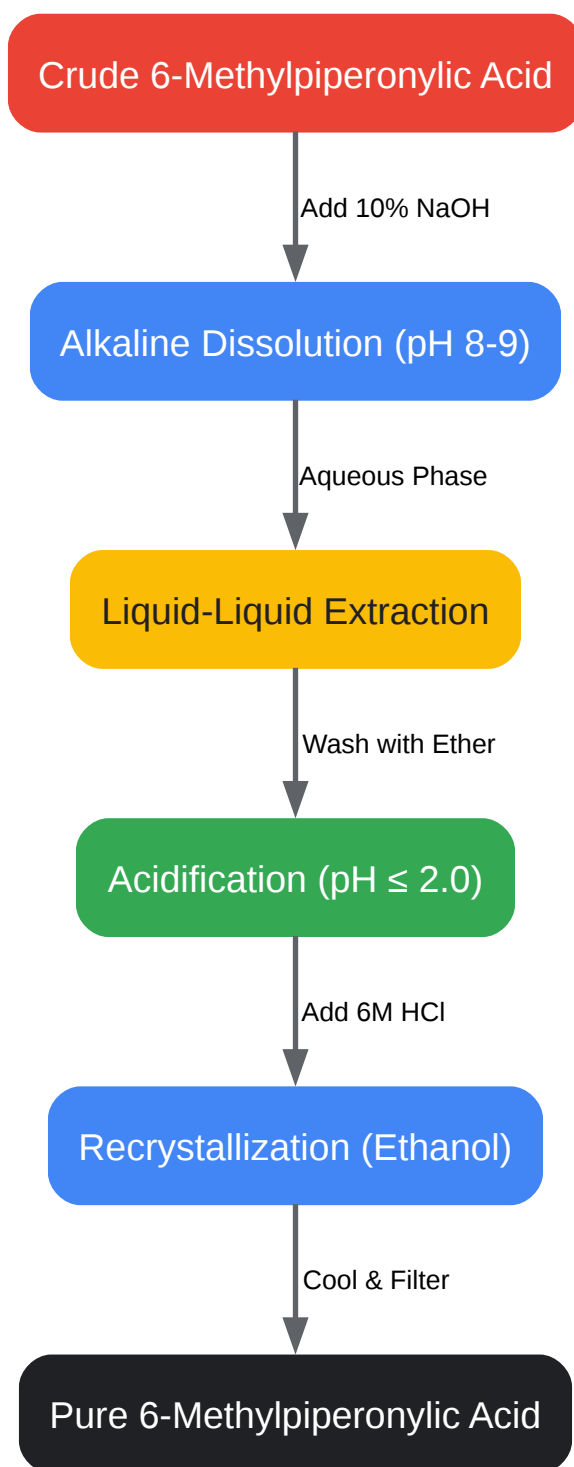 Crude 6-Methylpiperonylic Acid
Add 10% NaOH
Alkaline Dissolution (pH 8-9)
Aqueous Phase
Liquid-Liquid Extraction
Wash with Ether
Acidification (pH ≤ 2.0)
Add 6M HCl
Recrystallization (Ethanol)
Cool & Filter
Pure 6-Methylpiperonylic Acid